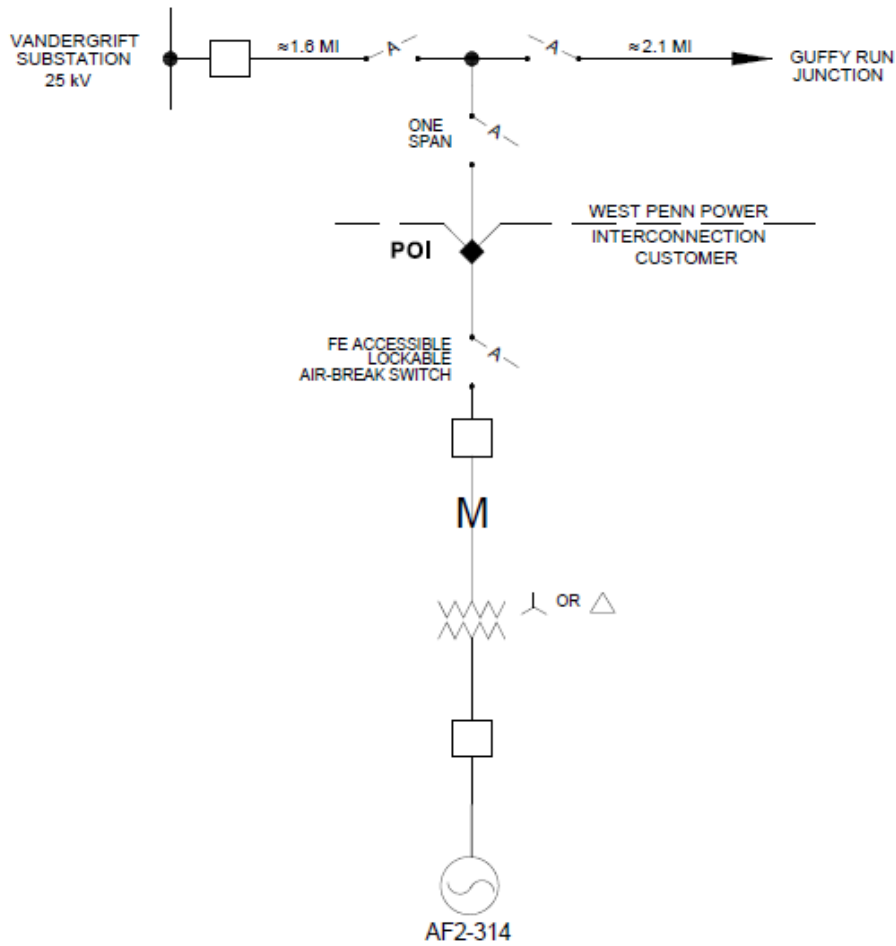 VANDERGRIFT
SUBSTATION
25 kV
≈1.6 MI
A
A
≈2.1 MI
GUFFY RUN
JUNCTION
ONE
SPAN
A
WEST PENN POWER
POI
INTERCONNECTION
CUSTOMER
FE ACCESSIBLE
LOCKABLE
AIR-BREAK SWITCH
A
M
OR
AF2-314